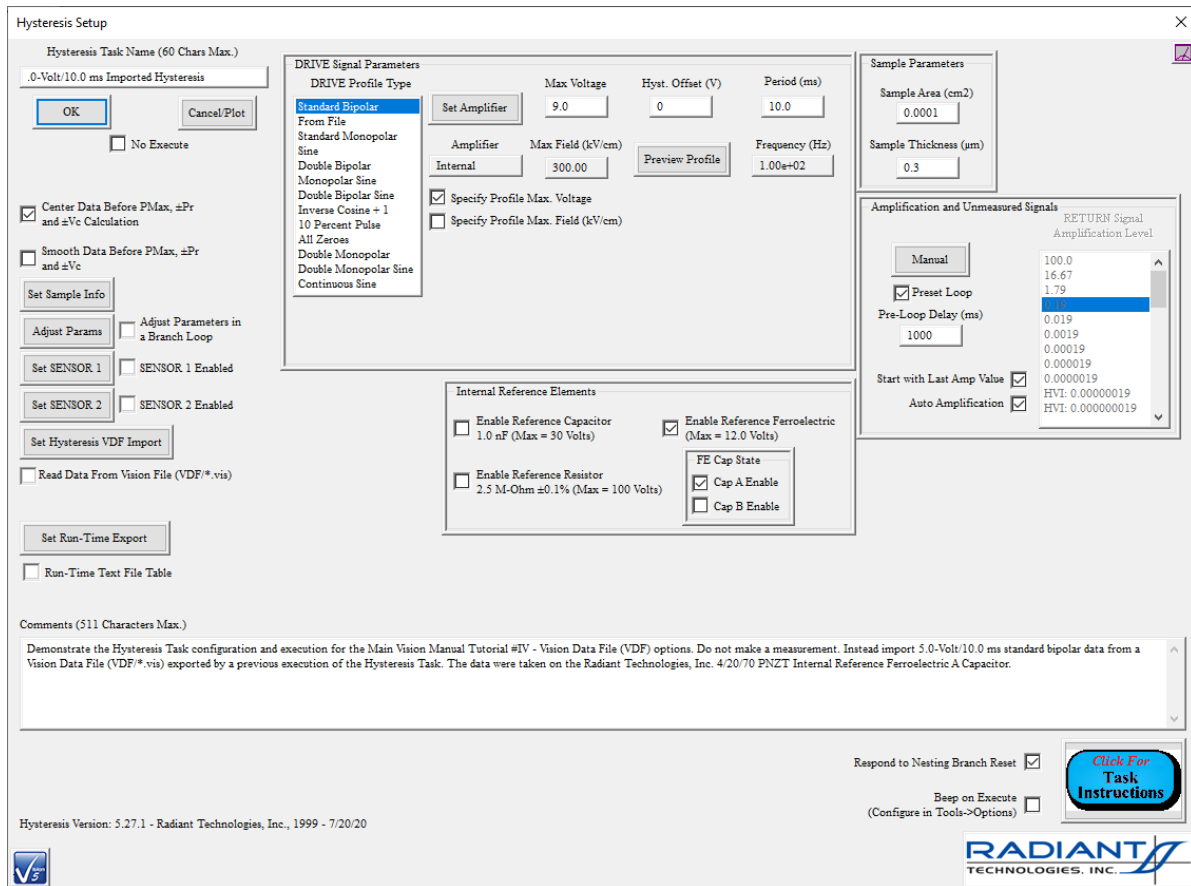 Hysteresis Setup
Hysteresis Task Name (60 Chars Max.)
.0-Volt/10.0 ms Imported Hysteresis
OK
Cancel/Plot
No Execute
Center Data Before PMax, ±Pr
and ±Vc Calculation
Smooth Data Before PMax, ±Pr
and ±Vc
Set Sample Info
Adjust Params
Adjust Parameters in
a Branch Loop
Set SENSOR 1
SENSOR 1 Enabled
Set SENSOR 2
SENSOR 2 Enabled
Set Hysteresis VDF Import
Read Data From Vision File (VDF/*.vis)
Set Run-Time Export
Run-Time Text File Table
DRIVE Signal Parameters
DRIVE Profile Type
Standard Bipolar
From File
Standard Monopolar
Sine
Double Bipolar
Monopolar Sine
Double Bipolar Sine
Inverse Cosine + 1
10 Percent Pulse
All Zeroes
Double Monopolar
Double Monopolar Sine
Continuous Sine
Set Amplifier
Max Voltage
9.0
Hyst. Offset (V)
0
Period (ms)
10.0
Amplifier
Internal
Max Field (kV/cm)
300.00
Preview Profile
Frequency (Hz)
1.00e+02
Specify Profile Max. Voltage
Specify Profile Max. Field (kV/cm)
Sample Parameters
Sample Area (cm2)
0.0001
Sample Thickness (µm)
0.3
Amplification and Unmeasured Signals
RETURN Signal
Amplification Level
Manual
Preset Loop
Pre-Loop Delay (ms)
1000
Start with Last Amp Value
Auto Amplification
100.0
16.67
1.79
0.19
0.019
0.0019
0.00019
0.000019
0.0000019
HVI: 0.00000019
HVI: 0.000000019
Internal Reference Elements
Enable Reference Capacitor
1.0 nF (Max = 30 Volts)
Enable Reference Resistor
2.5 M-Ohm ±0.1% (Max = 100 Volts)
Enable Reference Ferroelectric
(Max = 12.0 Volts)
FE Cap State
Cap A Enable
Cap B Enable
Comments (511 Characters Max.)
Demonstrate the Hysteresis Task configuration and execution for the Main Vision Manual Tutorial #IV - Vision Data File (VDF) options. Do not make a measurement. Instead import 5.0-Volt/10.0 ms standard bipolar data from a
Vision Data File (VDF/*.vis) exported by a previous execution of the Hysteresis Task. The data were taken on the Radiant Technologies, Inc. 4/20/70 PNZT Internal Reference Ferroelectric A Capacitor.
Respond to Nesting Branch Reset
Beep on Execute
(Configure in Tools->Options)
Click For
Task
Instructions
Hysteresis Version: 5.27.1 - Radiant Technologies, Inc., 1999 - 7/20/20
RADIANT
TECHNOLOGIES, INC.
Vision
5